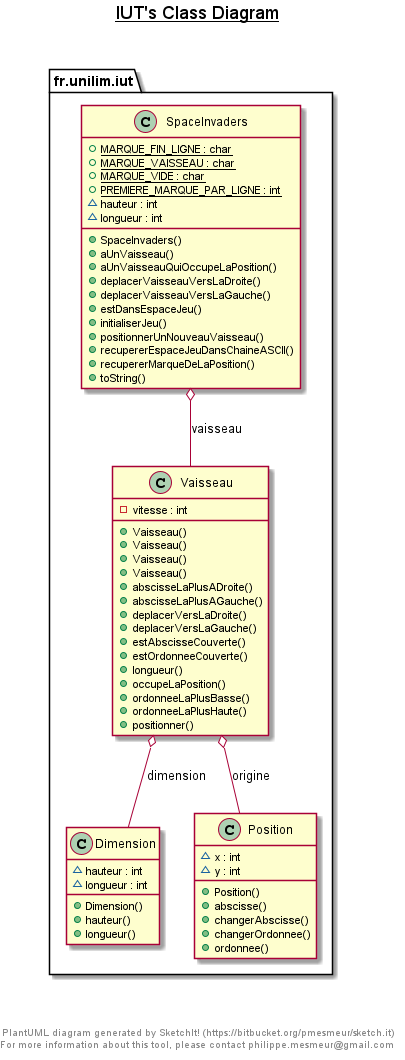 IUT's Class Diagram
fr.unilim.iut
C SpaceInvaders
MARQUE_FIN_LIGNE : char
MARQUE_VAISSEAU : char
MARQUE_VIDE : char
PREMIERE_MARQUE_PAR_LIGNE : int
hauteur : int
longueur : int
SpaceInvaders()
aUnVaisseau()
aUnVaisseauQuiOccupeLaPosition()
deplacerVaisseauVersLaDroite()
deplacerVaisseauVersLaGauche()
estDansEspaceJeu()
initialiserJeu()
positionnerUnNouveauVaisseau()
recupererEspaceJeuDansChaineASCII()
recupererMarqueDeLaPosition()
toString()
vaisseau
C Vaisseau
vitesse : int
Vaisseau()
Vaisseau()
Vaisseau()
Vaisseau()
abscisseLaPlusADroite()
abscisseLaPlusAGauche()
deplacerVersLaDroite()
deplacerVersLaGauche()
estAbscisseCouverte()
estOrdonneeCouverte()
longueur()
occupeLaPosition()
ordonneeLaPlusBasse()
ordonneeLaPlusHaute()
positionner()
dimension
origine
C Dimension
hauteur : int
longueur : int
Dimension()
hauteur()
longueur()
C Position
x : int
y : int
Position()
abscisse()
changerAbscisse()
changerOrdonnee()
ordonnee()
PlantUML diagram generated by SketchIt! (https://bitbucket.org/pmesmeur/sketch.it)
For more information about this tool, please contact philippe.mesmeur@gmail.com